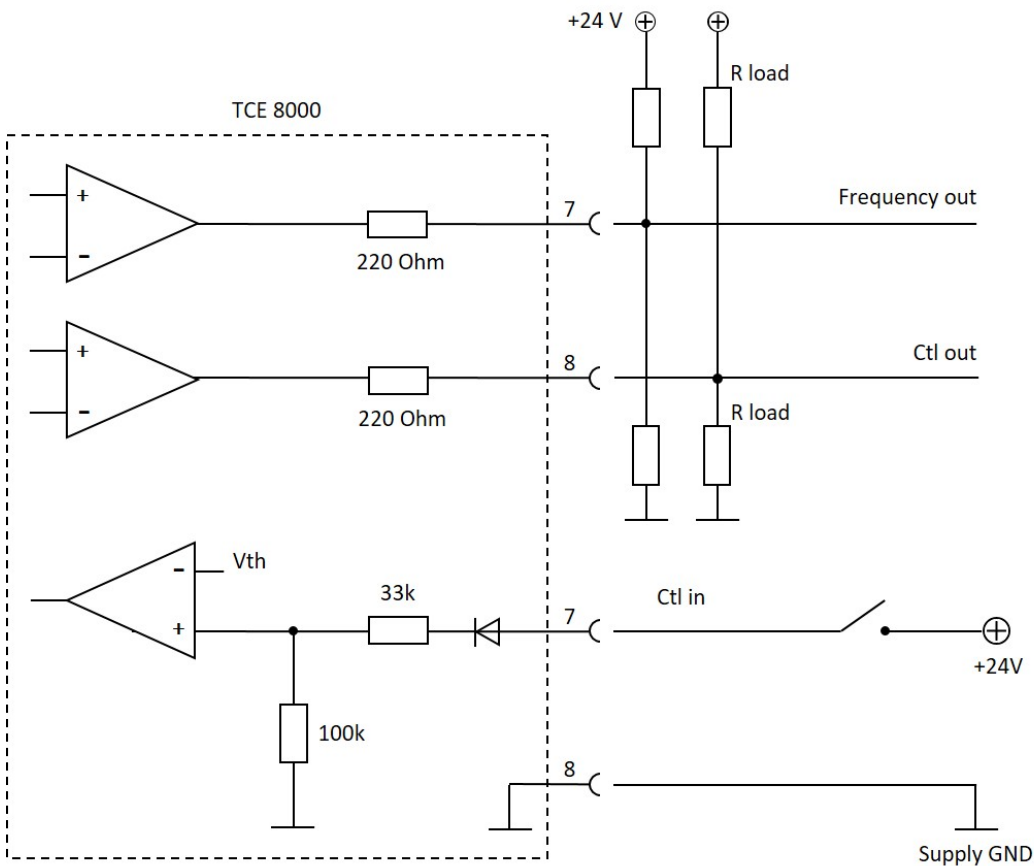 +24 V
R load
TCE 8000
+
-
220 Ohm
7
Frequency out
+
-
220 Ohm
8
Ctl out
R load
-
Vth
+
33k
7
Ctl in
+24V
100k
8
Supply GND